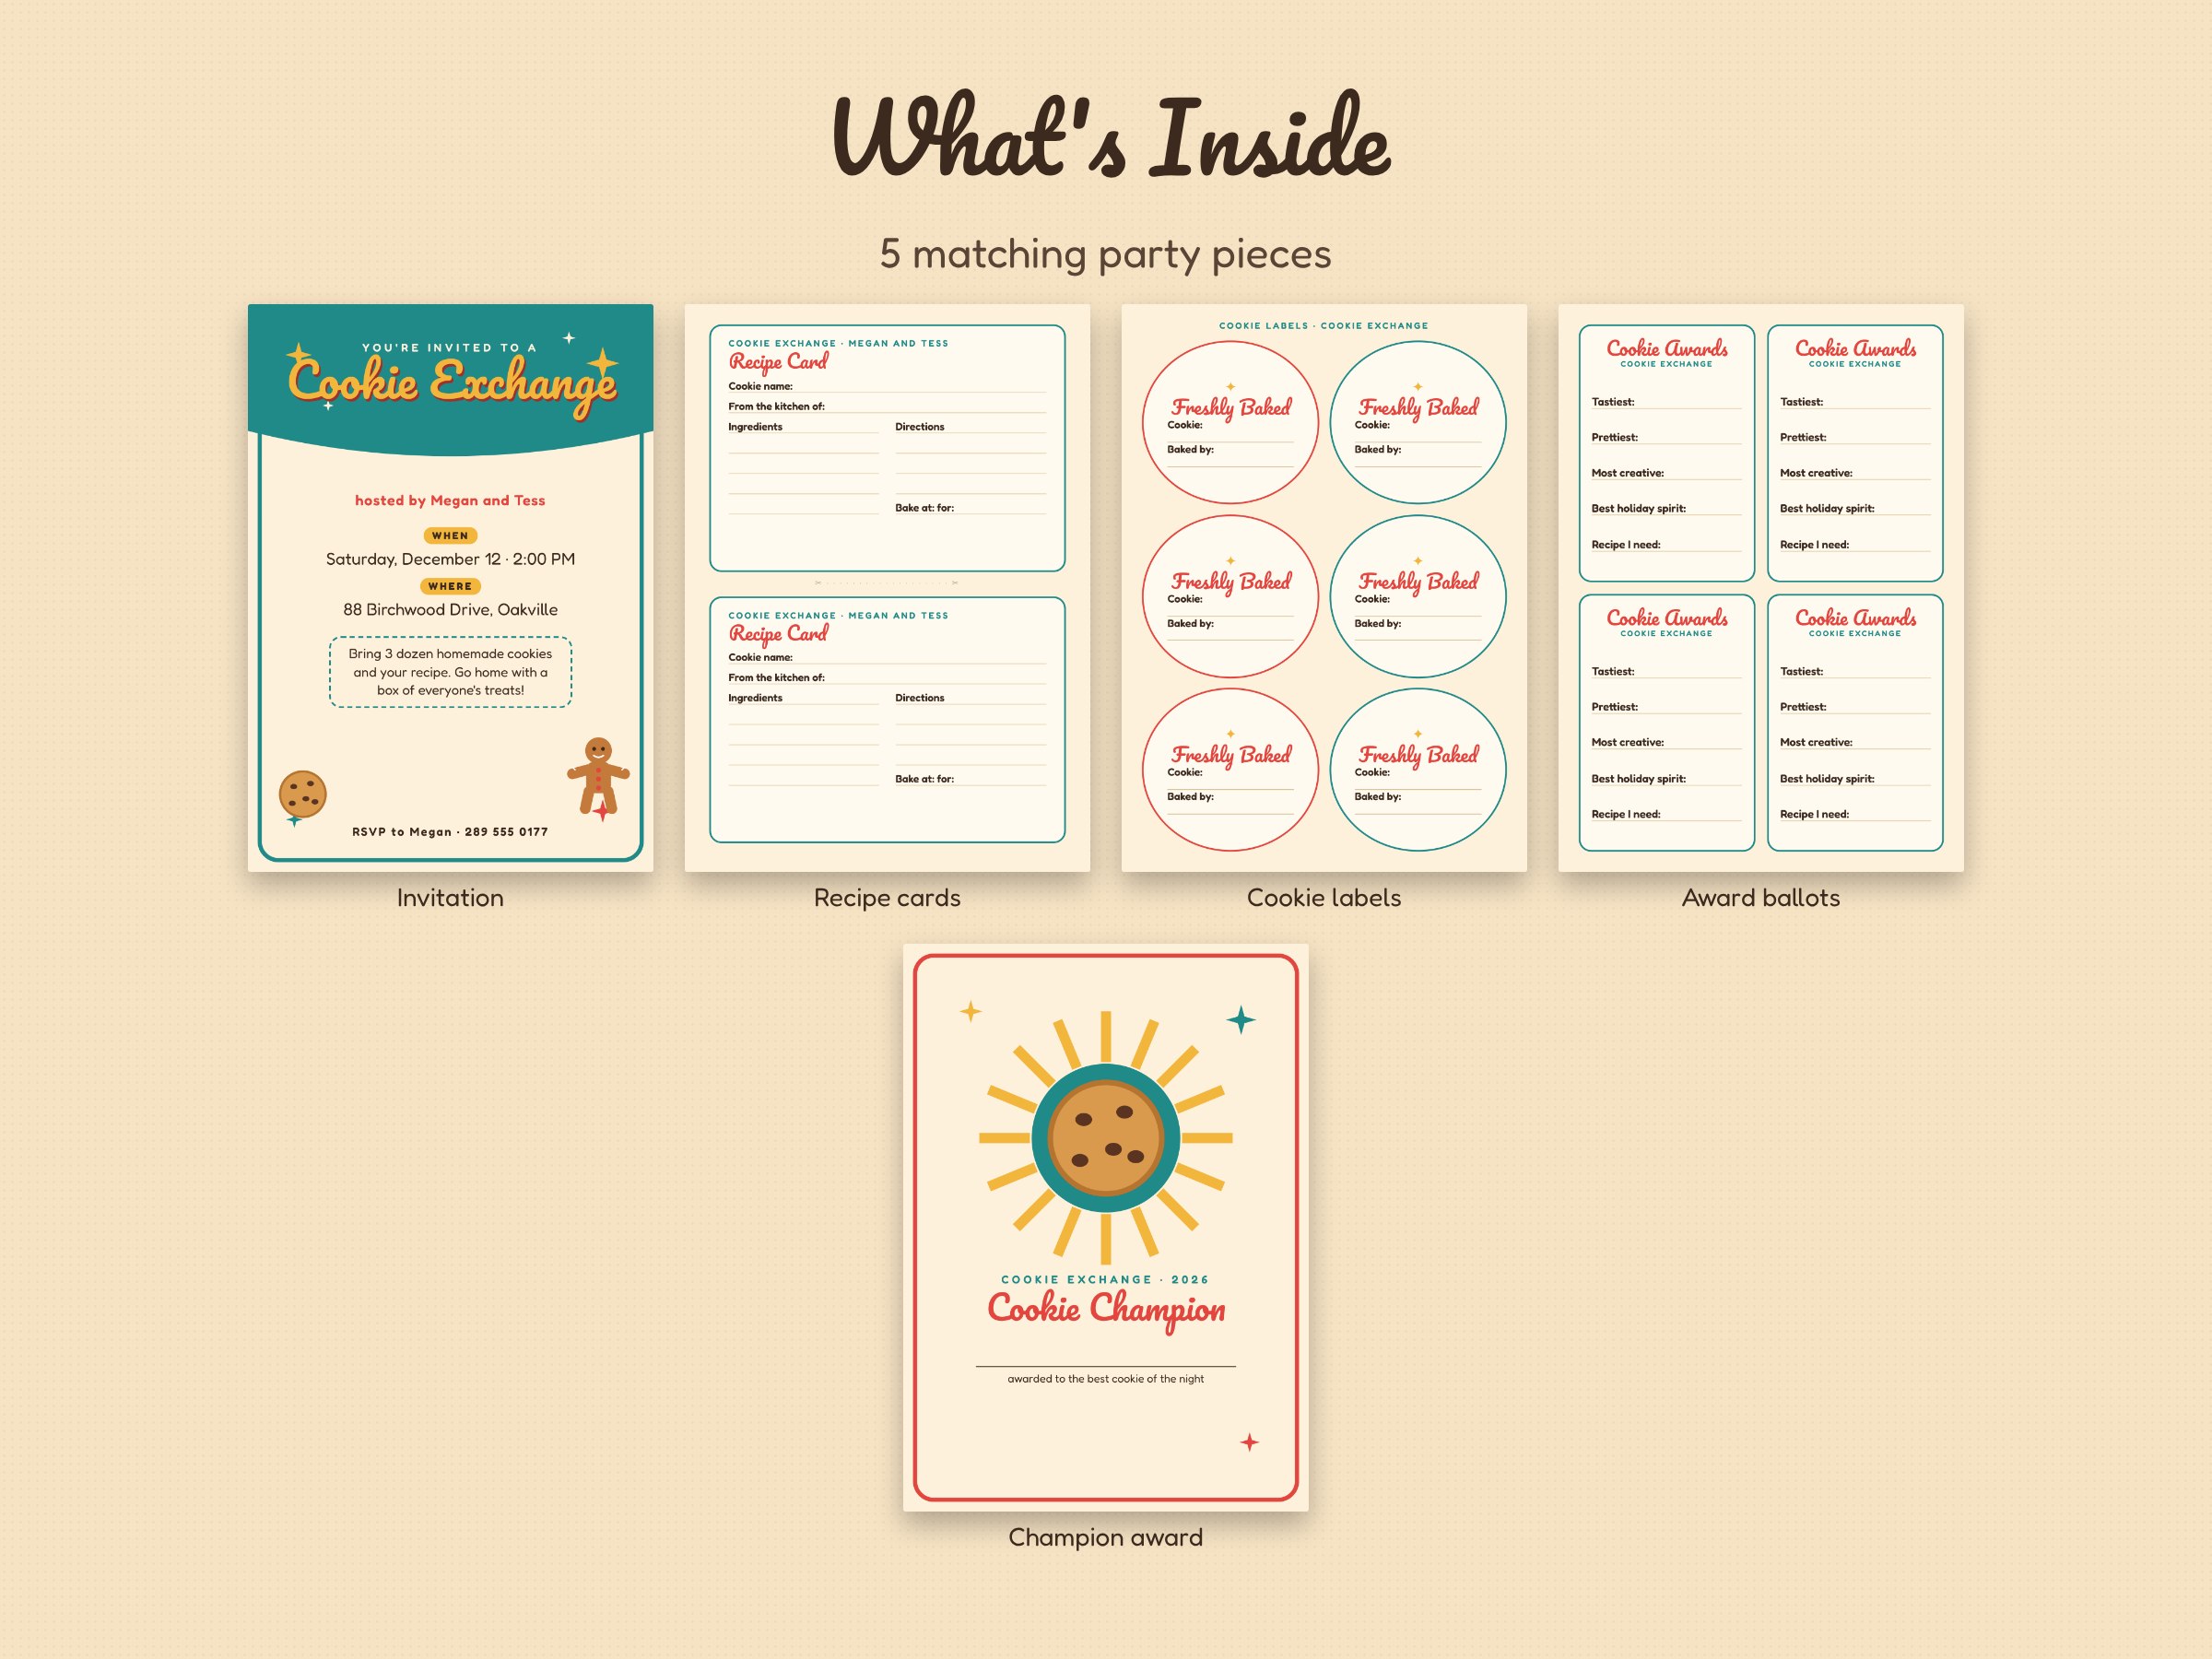 What's Inside
5 matching party pieces
YOU'RE INVITED TO A
Cookie Exchange
hosted by Megan and Tess
WHEN
Saturday, December 12 · 2:00 PM
WHERE
88 Birchwood Drive, Oakville
Bring 3 dozen homemade cookies
and your recipe. Go home with a
box of everyone's treats!
RSVP to Megan · 289 555 0177
Invitation
COOKIE EXCHANGE · MEGAN AND TESS
Recipe Card
Cookie name:
From the kitchen of:
Ingredients Directions
Bake at: for:
COOKIE EXCHANGE · MEGAN AND TESS
Recipe Card
Cookie name:
From the kitchen of:
Ingredients Directions
Bake at: for:
Recipe cards
COOKIE LABELS · COOKIE EXCHANGE
Freshly Baked
Cookie:
Baked by:
Freshly Baked
Cookie:
Baked by:
Freshly Baked
Cookie:
Baked by:
Freshly Baked
Cookie:
Baked by:
Freshly Baked
Cookie:
Baked by:
Freshly Baked
Cookie:
Baked by:
Cookie labels
Cookie Awards
COOKIE EXCHANGE
Tastiest:
Prettiest:
Most creative:
Best holiday spirit:
Recipe I need:
Cookie Awards
COOKIE EXCHANGE
Tastiest:
Prettiest:
Most creative:
Best holiday spirit:
Recipe I need:
Cookie Awards
COOKIE EXCHANGE
Tastiest:
Prettiest:
Most creative:
Best holiday spirit:
Recipe I need:
Cookie Awards
COOKIE EXCHANGE
Tastiest:
Prettiest:
Most creative:
Best holiday spirit:
Recipe I need:
Award ballots
COOKIE EXCHANGE · 2026
Cookie Champion
awarded to the best cookie of the night
Champion award